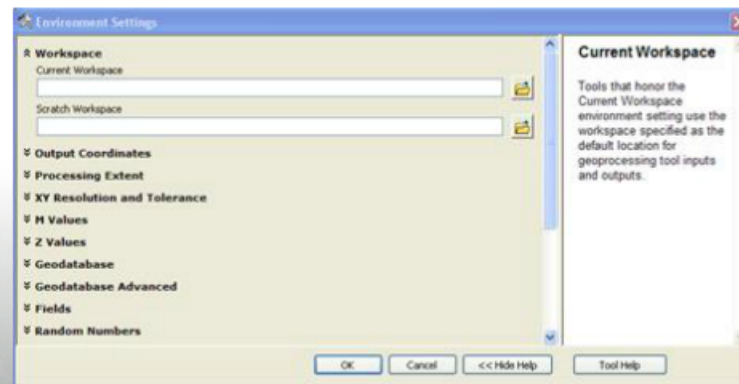 Environment Settings
Workspace
Current Workspace
Scratch Workspace
Output Coordinates
Processing Extent
XY Resolution and Tolerance
M Values
Z Values
Geodatabase
Geodatabase Advanced
Fields
Random Numbers
Current Workspace
Tools that honor the
Current Workspace
environment setting use the
workspace specified as the
default location for
geoprocessing tool inputs
and outputs.
OK
Cancel
<< Hide Help
Tool Help